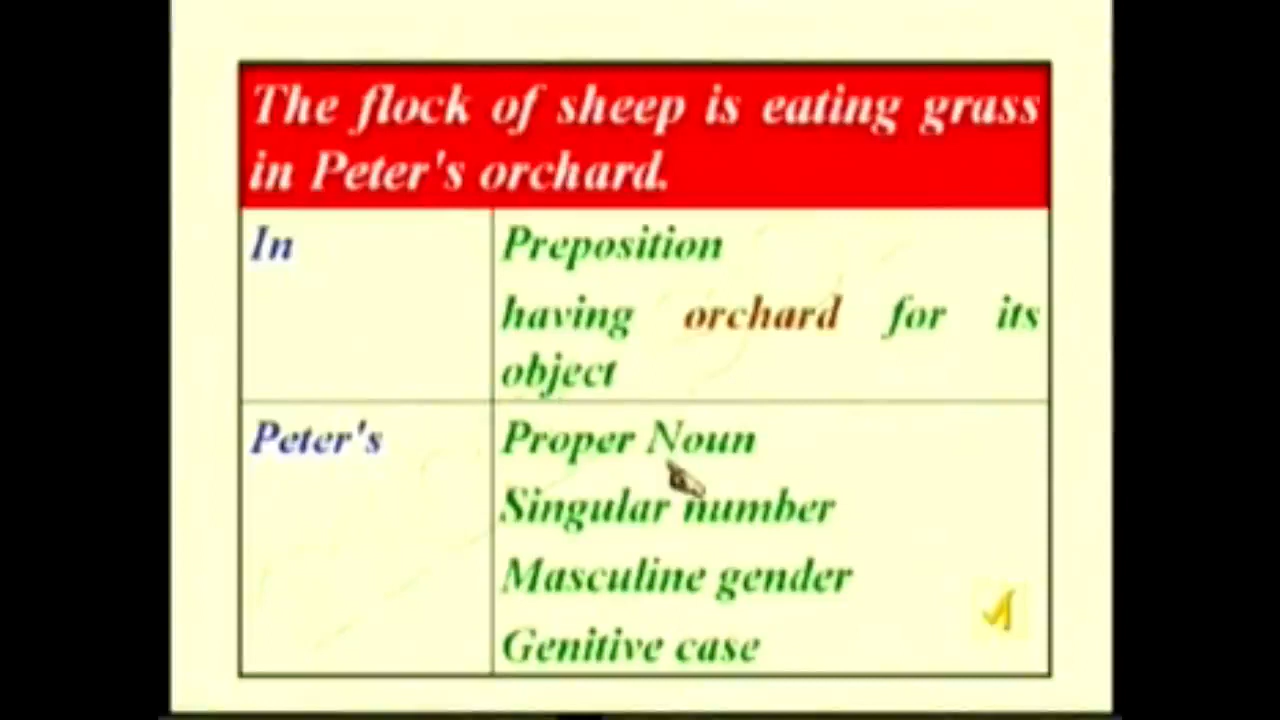 The flock of sheep is eating grass
in Peter's orchard.
In
Preposition
having orchard for its
object
Peter's
Proper Noun
Singular number
Masculine gender
Genitive case